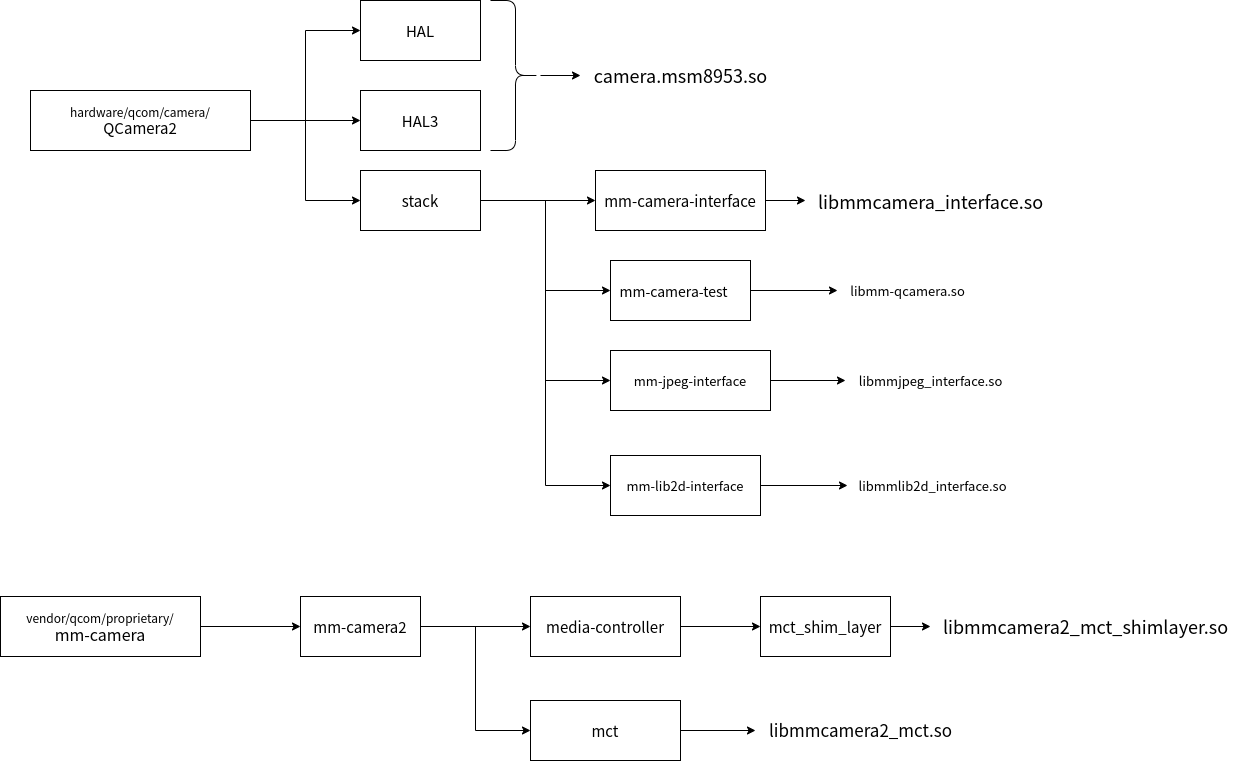 HAL
camera.msm8953.so
hardware/qcom/camera/
QCamera2
HAL3
stack
mm-camera-interface
libmmcamera_interface.so
mm-camera-test
libmm-qcamera.so
mm-jpeg-interface
libmmjpeg_interface.so
mm-lib2d-interface
libmmlib2d_interface.so
vendor/qcom/proprietary/
mm-camera
mm-camera2
media-controller
mct_shim_layer
libmmcamera2_mct_shimlayer.so
mct
libmmcamera2_mct.so